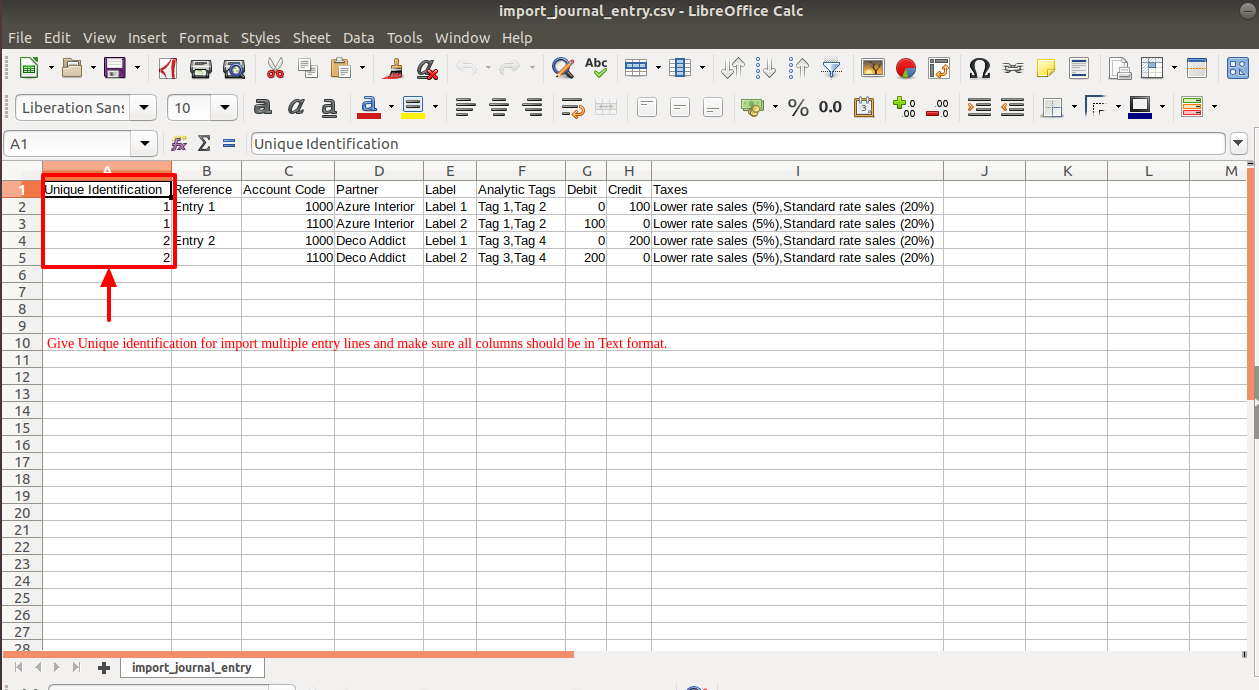 import_journal_entry.csv - LibreOffice Calc
File Edit View Insert Format Styles Sheet Data Tools Window Help
Abc
Liberation Sans 10 a a a a % 0.0
A1 Unique Identification
A B C D E F G H I J K L M
1 Unique Identification Reference Account Code Partner Label Analytic Tags Debit Credit Taxes
2 1 Entry 1 1000 Azure Interior Label 1 Tag 1,Tag 2 0 100 Lower rate sales (5%),Standard rate sales (20%)
3 1 1100 Azure Interior Label 2 Tag 1,Tag 2 100 0 Lower rate sales (5%),Standard rate sales (20%)
4 2 Entry 2 1000 Deco Addict Lebel 1 Tag 3,Tag 4 0 200 Lower rate sales (5%),Standard rate sales (20%)
5 2 1100 Deco Addict Label 2 Tag 3,Tag 4 200 0 Lower rate sales (5%),Standard rate sales (20%)
6
7
8
9
10 Give Unique identification for import multiple entry lines and make sure all columns should be in Text format.
11
12
13
14
15
16
17
18
19
20
21
22
23
24
25
26
27
28
import_journal_entry